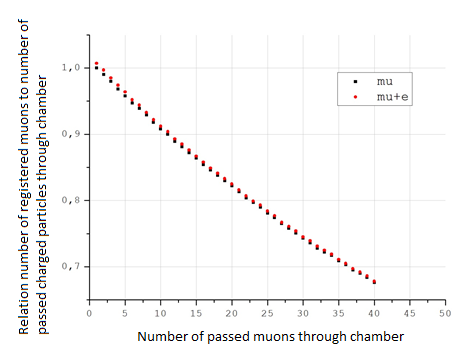 Relation number of registered muons to number of
passed charged particles through chamber
1,0
0,9
0,8
0,7
mu
mu+e
0 5 10 15 20 25 30 35 40 45 50
Number of passed muons through chamber